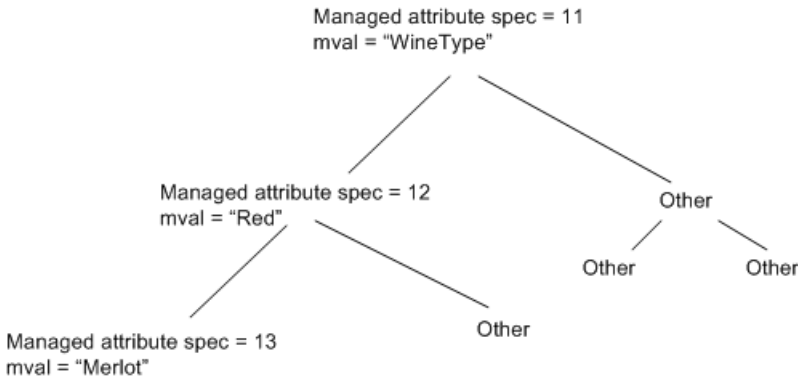 Managed attribute spec = 11
mval = “WineType”
Managed attribute spec = 12
mval = “Red”
Other
Other
Other
Other
Managed attribute spec = 13
mval = “Merlot”